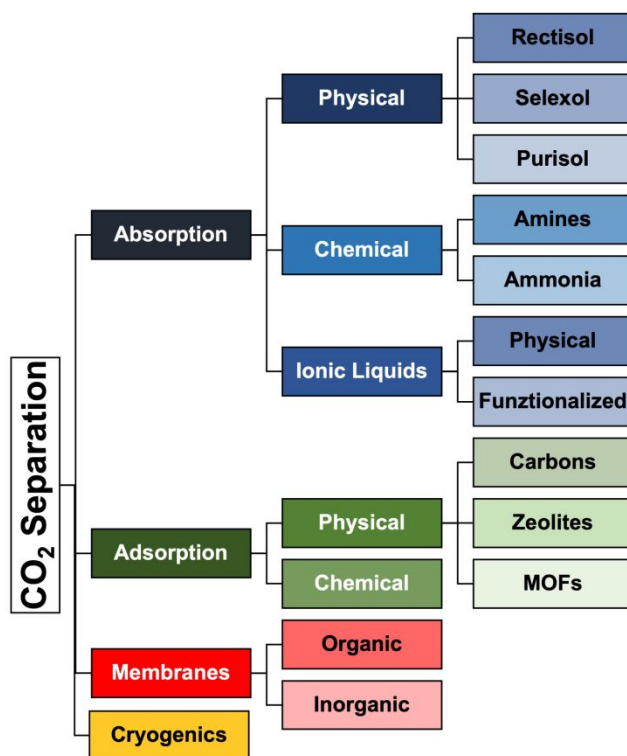 CO₂ Separation
Absorption
Physical
Rectisol
Selexol
Purisol
Chemical
Amines
Ammonia
Ionic Liquids
Physical
Funztionalized
Adsorption
Physical
Carbons
Zeolites
MOFs
Chemical
Membranes
Organic
Inorganic
Cryogenics